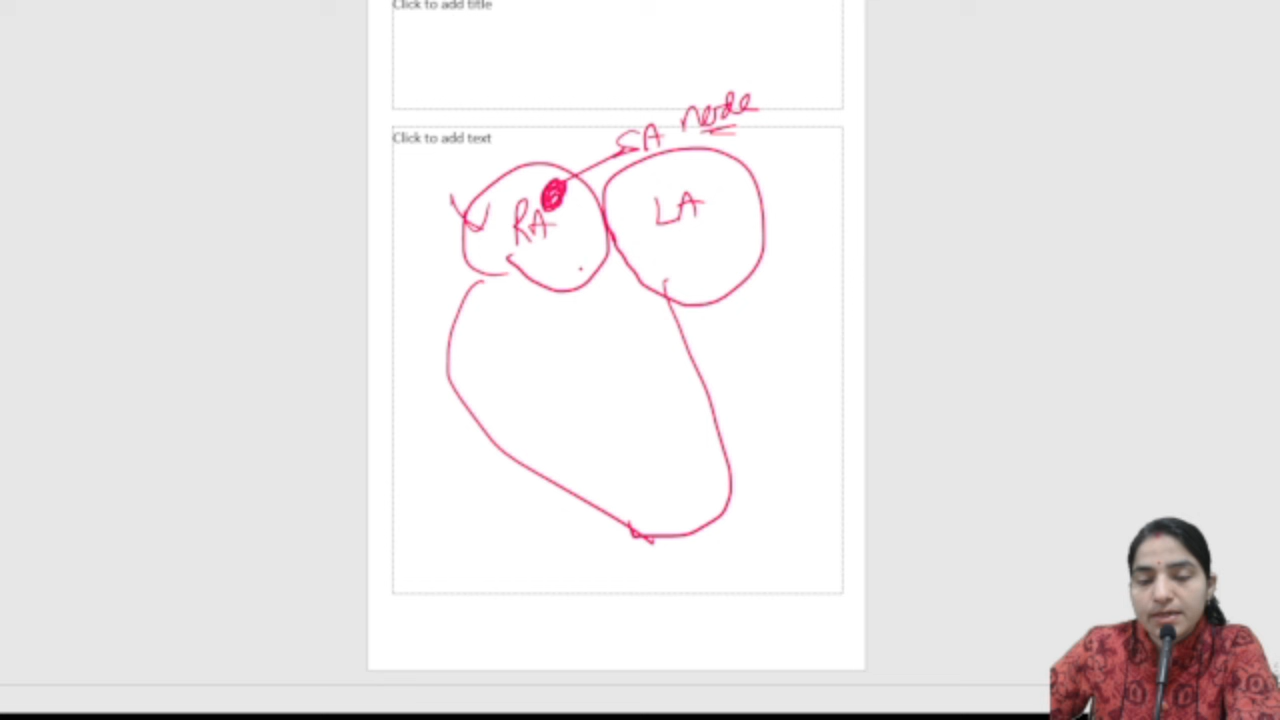 Click to add title
SA node
Click to add text
RA
LA